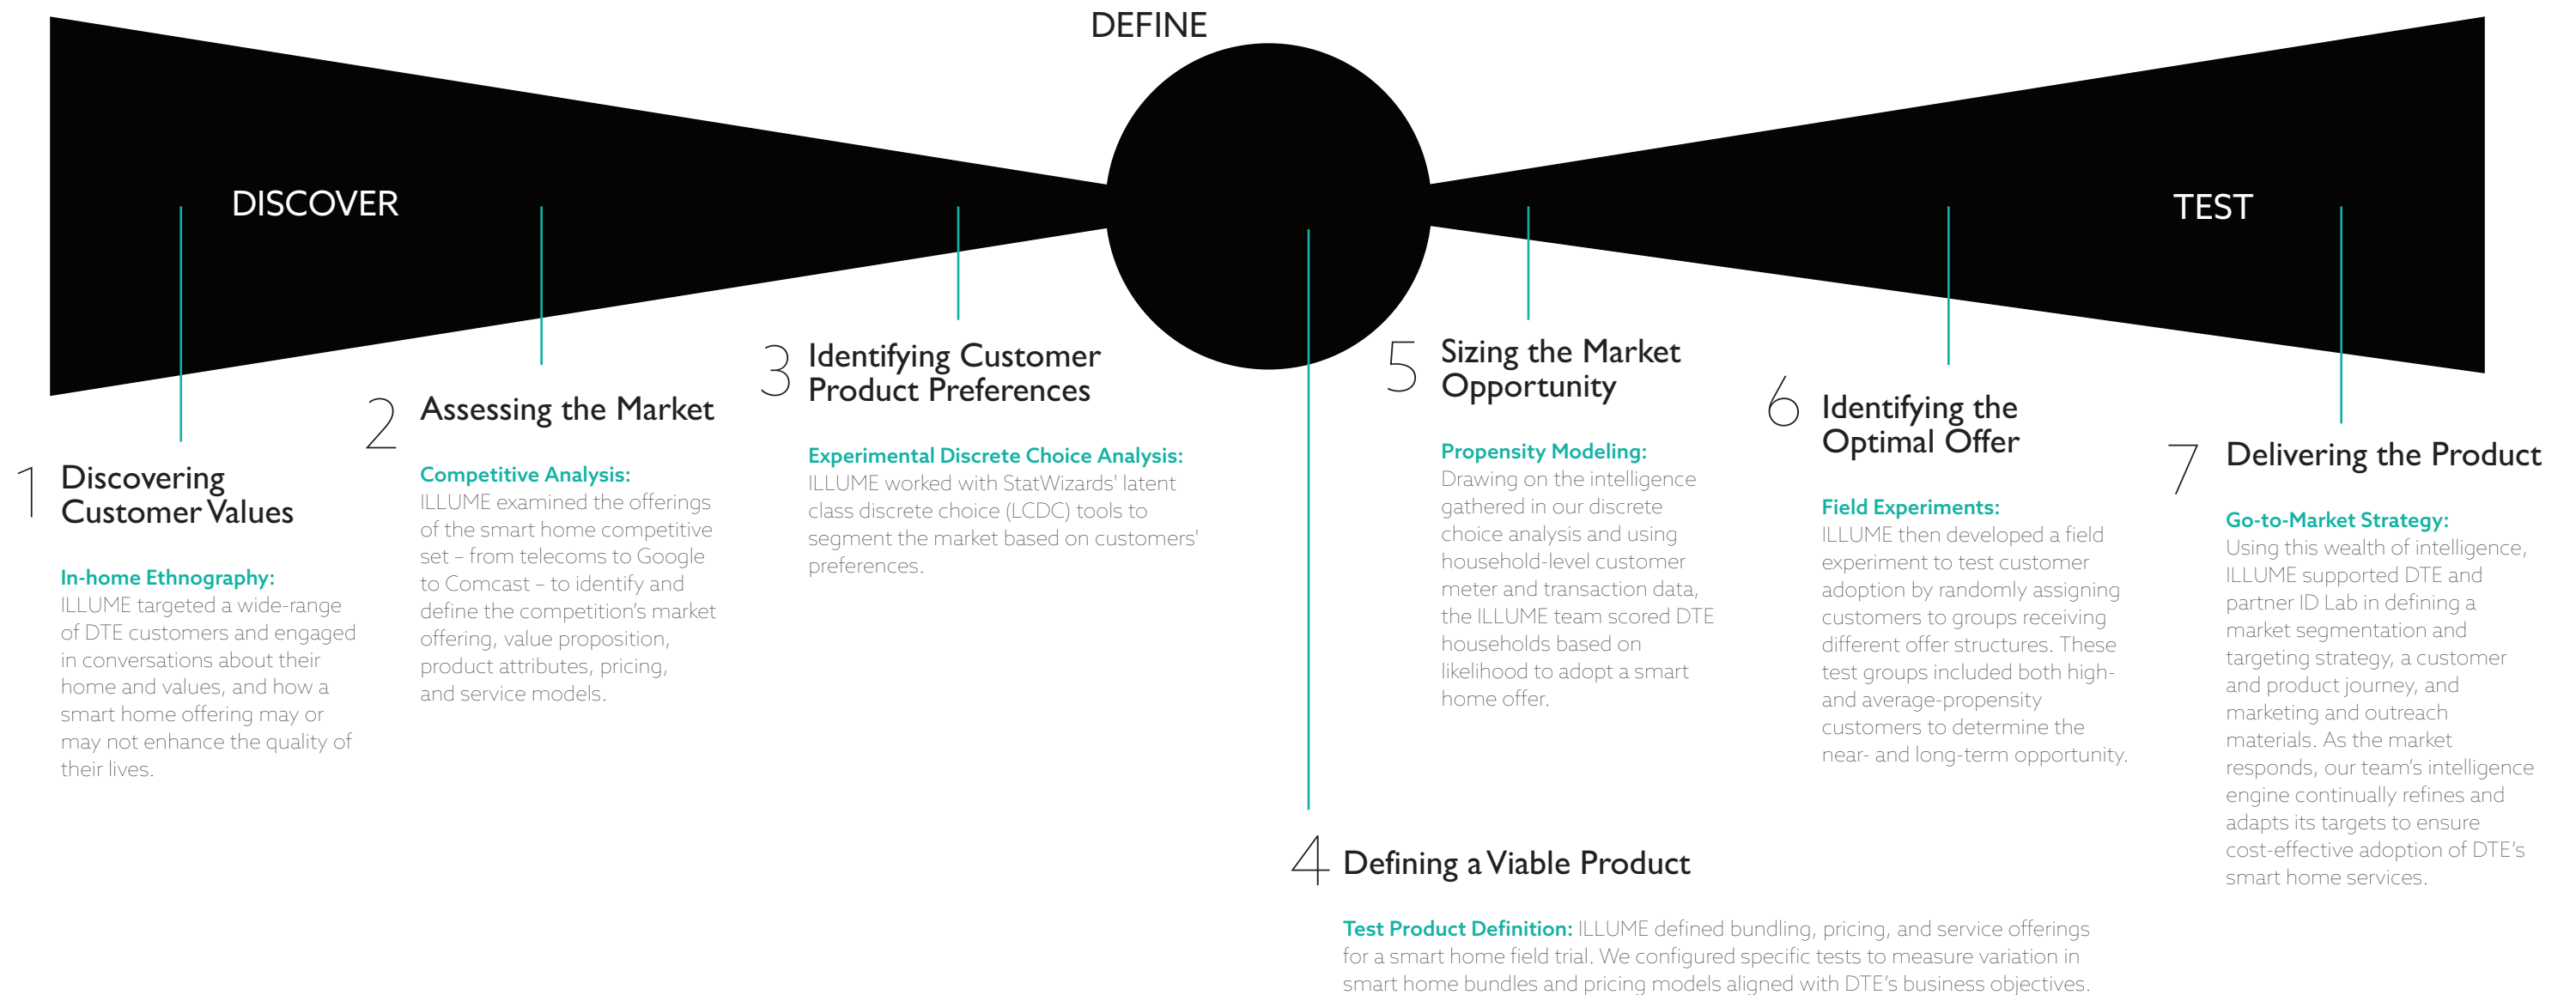 DEFINE
DISCOVER
TEST
1
Discovering
Customer Values
In-home Ethnography:
ILLUME targeted a wide-range
of DTE customers and engaged
in conversations about their
home and values, and how a
smart home offering may or
may not enhance the quality of
their lives.
2
Assessing the Market
Competitive Analysis:
ILLUME examined the offerings
of the smart home competitive
set – from telecoms to Google
to Comcast – to identify and
define the competition’s market
offering, value proposition,
product attributes, pricing,
and service models.
3
Identifying Customer
Product Preferences
Experimental Discrete Choice Analysis:
ILLUME worked with StatWizards' latent
class discrete choice (LCDC) tools to
segment the market based on customers'
preferences.
4
Defining a Viable Product
Test Product Definition: ILLUME defined bundling, pricing, and service offerings
for a smart home field trial. We configured specific tests to measure variation in
smart home bundles and pricing models aligned with DTE’s business objectives.
5
Sizing the Market
Opportunity
Propensity Modeling:
Drawing on the intelligence
gathered in our discrete
choice analysis and using
household-level customer
meter and transaction data,
the ILLUME team scored DTE
households based on
likelihood to adopt a smart
home offer.
6
Identifying the
Optimal Offer
Field Experiments:
ILLUME then developed a field
experiment to test customer
adoption by randomly assigning
customers to groups receiving
different offer structures. These
test groups included both high-
and average-propensity
customers to determine the
near- and long-term opportunity.
7
Delivering the Product
Go-to-Market Strategy:
Using this wealth of intelligence,
ILLUME supported DTE and
partner ID Lab in defining a
market segmentation and
targeting strategy, a customer
and product journey, and
marketing and outreach
materials. As the market
responds, our team’s intelligence
engine continually refines and
adapts its targets to ensure
cost-effective adoption of DTE’s
smart home services.